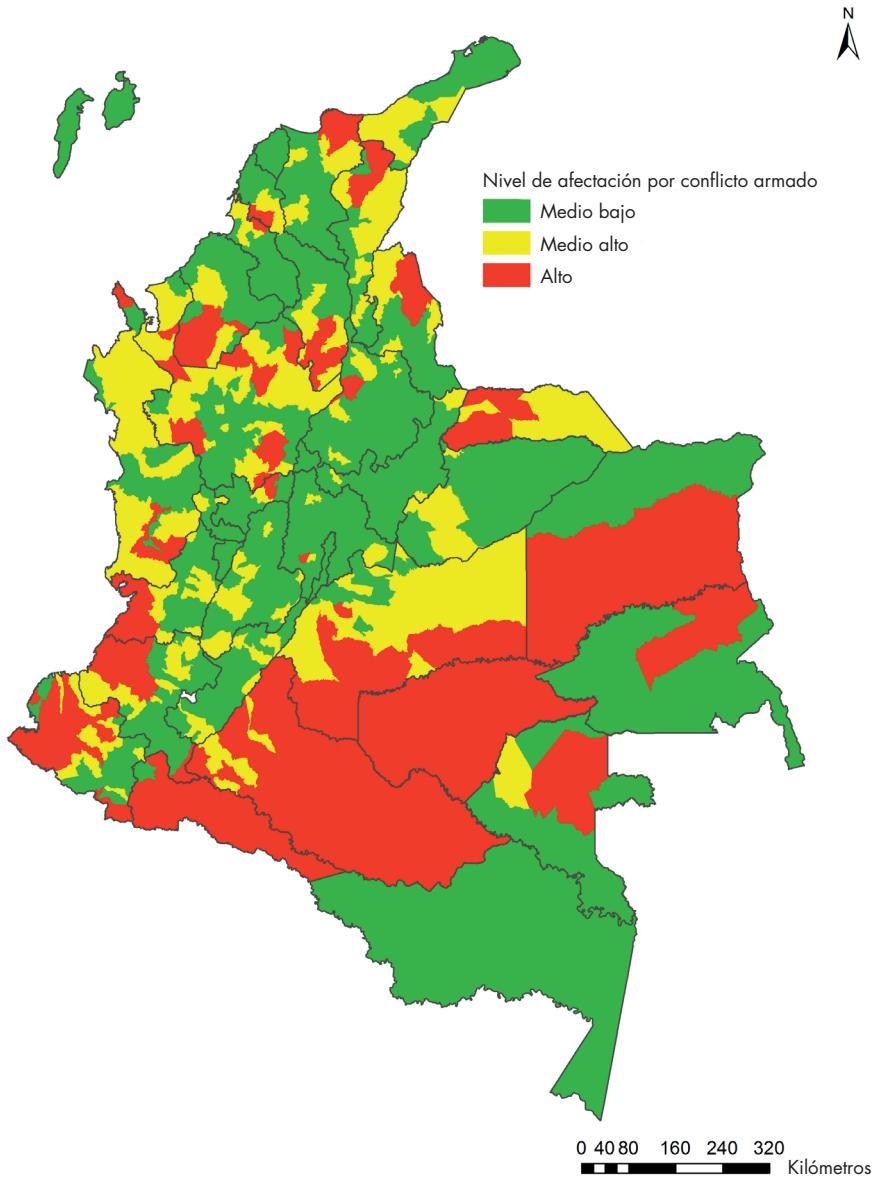 N
Nivel de afectación por conflicto armado
Medio bajo
Medio alto
Alto
0 40 80 160 240 320
Kilómetros